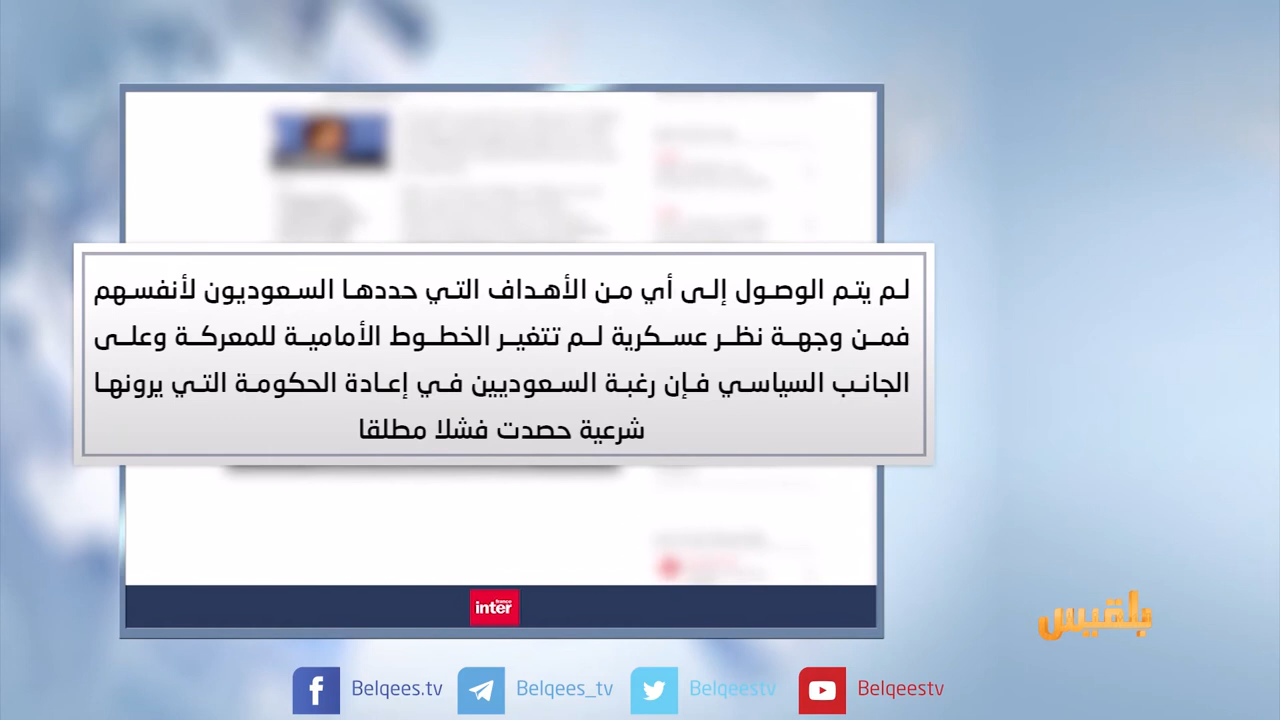 لم يتم الوصول إلى أي من الأهداف التي حددها السعوديون لأنفسهم
فمن وجهة نظر عسكرية لم تتغير الخطوط الأمامية للمعركة وعلى
الجانب السياسي فإن رغبة السعوديين في إعادة الحكومة التي يرونها
شرعية حصدت فشلا مطلقا
france
inter
بلقيس
Belqees.tv Belqees_tv Belqeestv Belqeestv